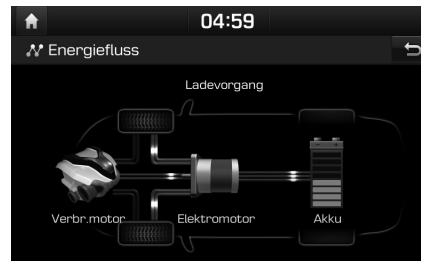 04:59
Energiefluss
Ladevorgang
Verbr.motor
Elektromotor
Akku